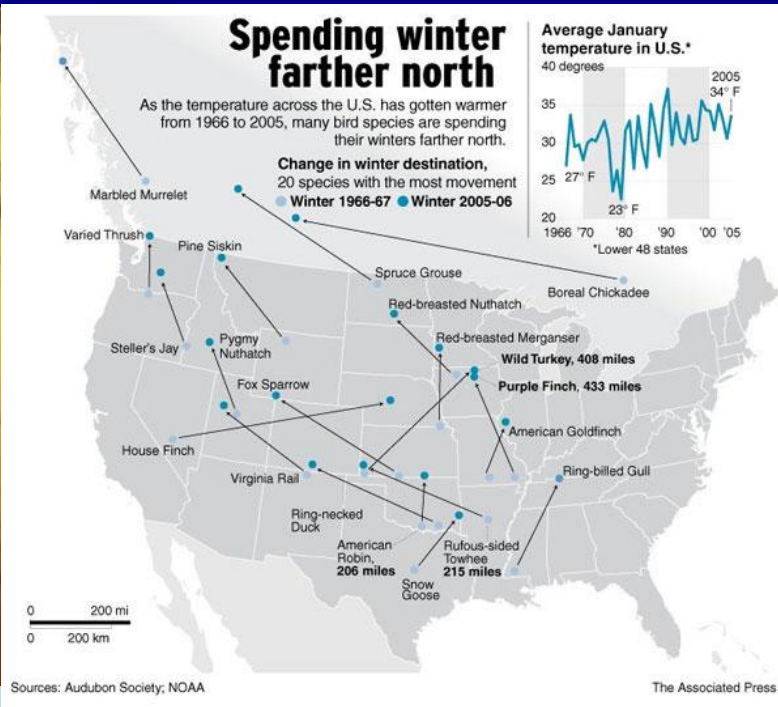 Spending winter
farther north
As the temperature across the U.S. has gotten warmer
from 1966 to 2005, many bird species are spending
their winters farther north.
Change in winter destination,
20 species with the most movement
Winter 1966-67 Winter 2005-06
Average January
temperature in U.S.*
40 degrees
35
30
25
20
2005
34° F
27° F
23° F
1966 '70 '80 '90 '00 '05
*Lower 48 states
Marbled Murrelet
Varied Thrush
Pine Siskin
Spruce Grouse
Boreal Chickadee
Red-breasted Nuthatch
Steller's Jay
Pygmy
Nuthatch
Red-breasted Merganser
Wild Turkey, 408 miles
Purple Finch, 433 miles
Fox Sparrow
American Goldfinch
House Finch
Virginia Rail
Ring-billed Gull
Ring-necked
Duck
American
Robin,
206 miles
Rufous-sided
Towhee
215 miles
Snow
Goose
0 200 mi
0 200 km
Sources: Audubon Society; NOAA
The Associated Press